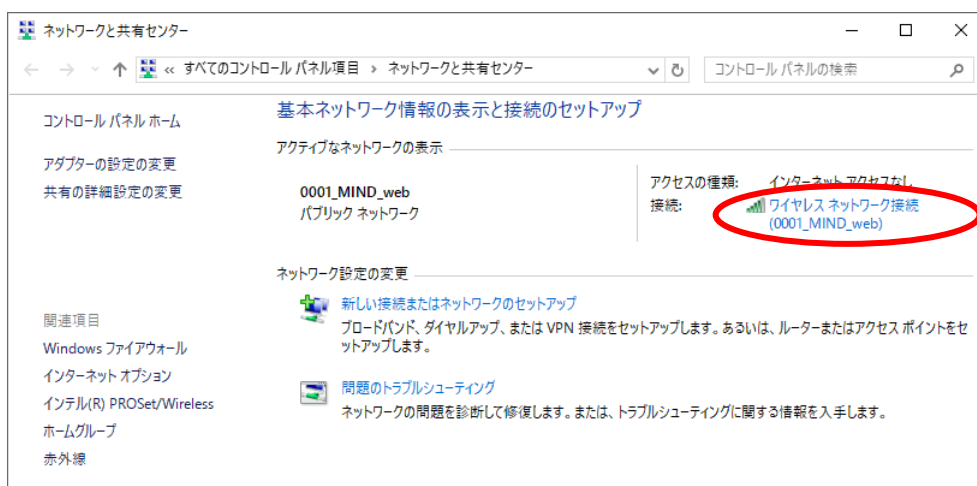 ネットワークと共有センター
« すべてのコントロール パネル項目 › ネットワークと共有センター
コントロール パネルの検索
コントロール パネル ホーム
アダプターの設定の変更
共有の詳細設定の変更
基本ネットワーク情報の表示と接続のセットアップ
アクティブなネットワークの表示
0001_MIND_web
パブリック ネットワーク
アクセスの種類: インターネット アクセスなし
接続: ワイヤレス ネットワーク接続
(0001_MIND_web)
ネットワーク設定の変更
新しい接続またはネットワークのセットアップ
ブロードバンド、ダイヤルアップ、または VPN 接続をセットアップします。あるいは、ルーターまたはアクセス ポイントをセ
ットアップします。
問題のトラブルシューティング
ネットワークの問題を診断して修復します。または、トラブルシューティングに関する情報を入手します。
関連項目
Windows ファイアウォール
インターネット オプション
インテル(R) PROSet/Wireless
ホームグループ
赤外線